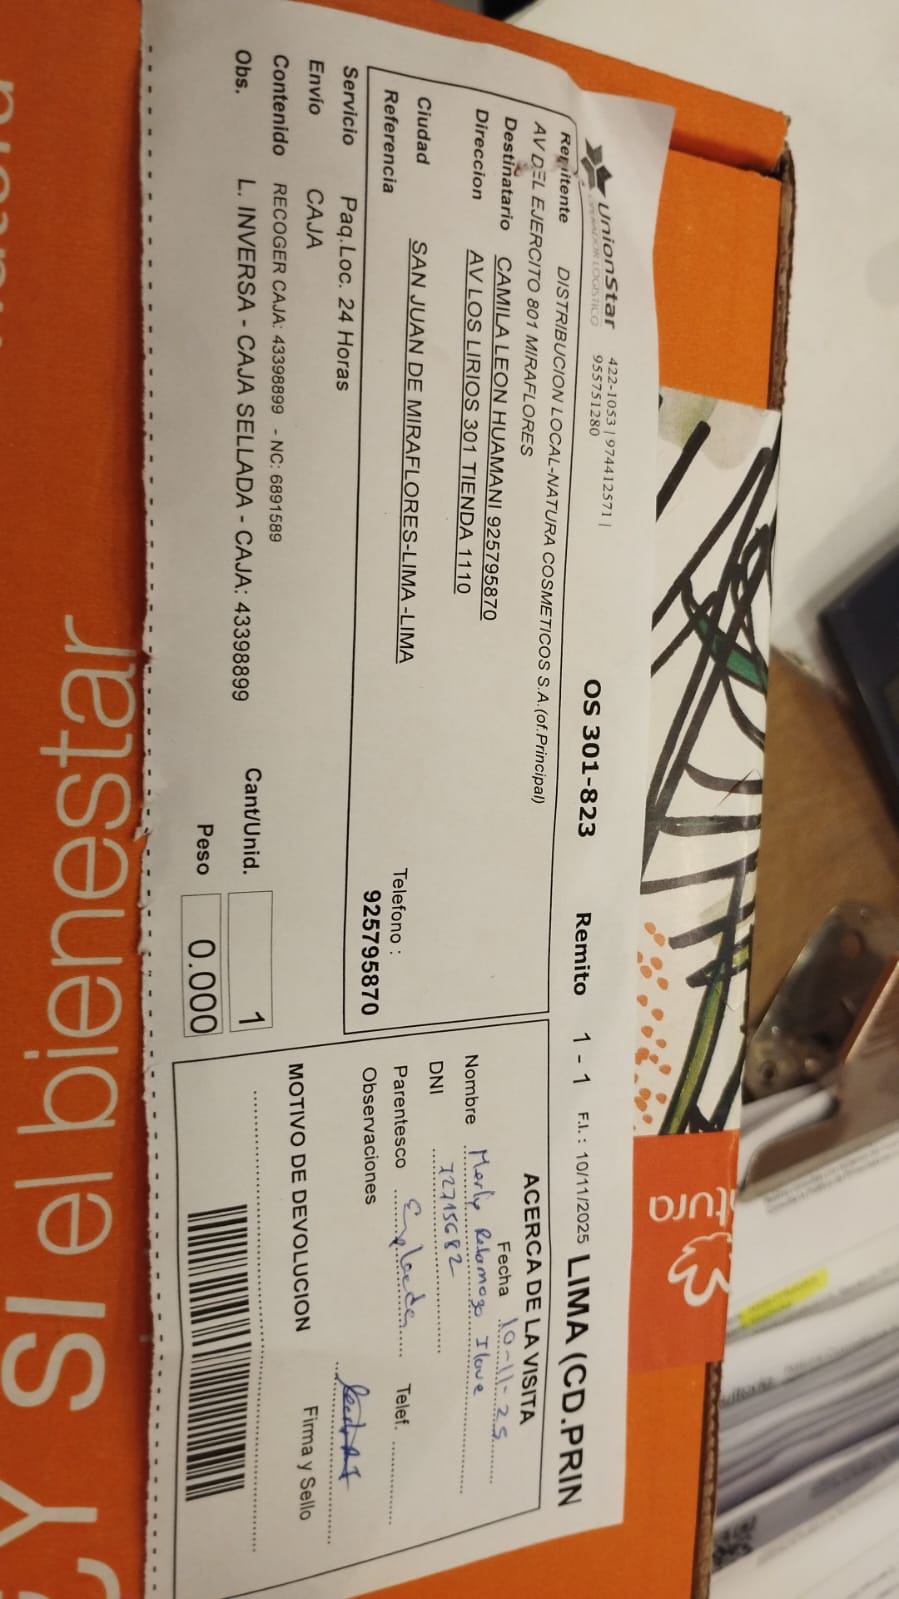 UnionStar
OPERADOR LOGISTICO
422-1053 | 974412571 |
955751280
OS 301-823 Remito 1 - 1 F.I.: 10/11/2025 LIMA (CD.PRIN
Remitente DISTRIBUCION LOCAL-NATURA COSMETICOS S.A.(of.Principal)
AV DEL EJERCITO 801 MIRAFLORES
Destinatario CAMILA LEON HUAMANI 925795870
Direccion AV LOS LIRIOS 301 TIENDA 1110
Ciudad SAN JUAN DE MIRAFLORES-LIMA -LIMA
Referencia
Telefono :
925795870
Servicio Paq.Loc. 24 Horas
Envío CAJA
Contenido RECOGER CAJA: 43398899 - NC: 6891589
Obs. L. INVERSA - CAJA SELLADA - CAJA: 43398899
Cant/Unid. 1
Peso 0.000
ACERCA DE LA VISITA
Fecha 10-11-25
Nombre
DNI 72715682
Parentesco Telef.
Observaciones
MOTIVO DE DEVOLUCION
Firma y Sello
tura
Y SI el bienestar